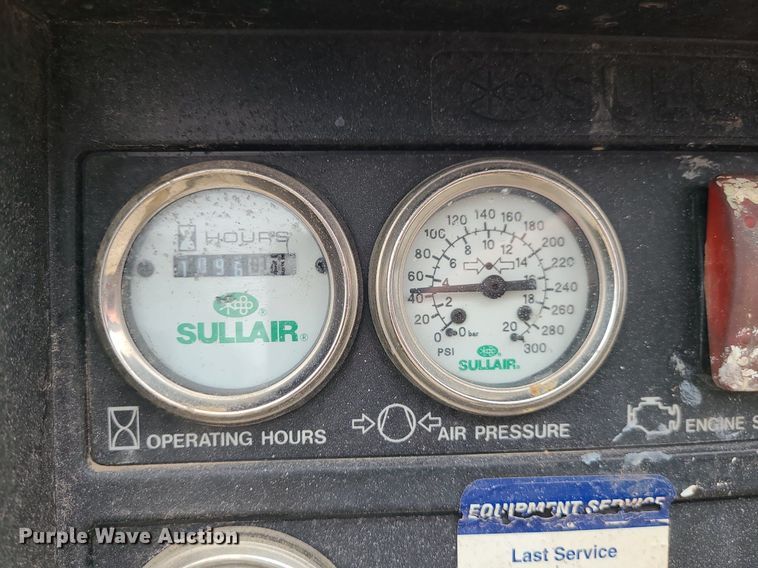 HOURS
SULLAIR®
OPERATING HOURS
0 20 40 60 80 100 120 140 160 180 200 220 240 260 280 300
0 2 4 6 8 10 12 14 16 18 20
bar
PSI
SULLAIR®
AIR PRESSURE
ENGINE S
EQUIPMENT SERVICE
Last Service
Purple Wave Auction®